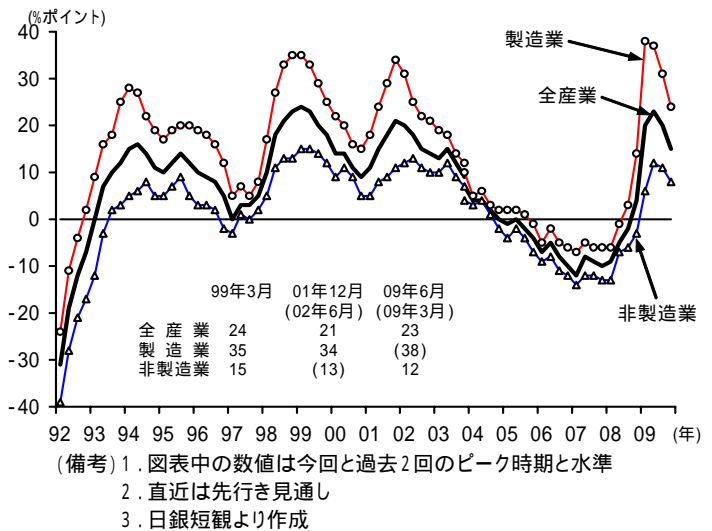 (%ポイント)
40
30
20
10
0
-10
-20
-30
-40
製造業
全産業
非製造業
99年3月 01年12月 09年6月
(02年6月) (09年3月)
全産業 24 21 23
製造業 35 34 (38)
非製造業 15 (13) 12
92 93 94 95 96 97 98 99 00 01 02 03 04 05 06 07 08 09 (年)
(備考)1.図表中の数値は今回と過去2回のピーク時期と水準
2.直近は先行き見通し
3.日銀短観より作成